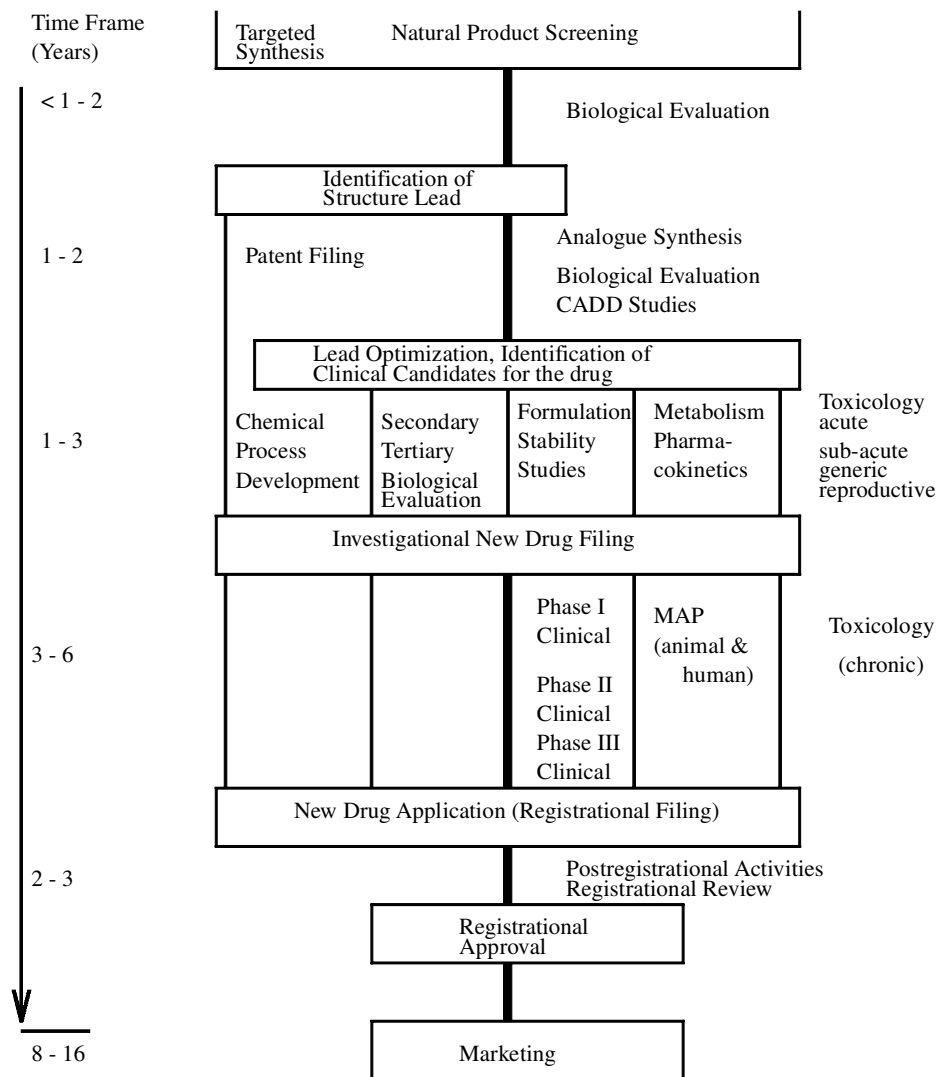 Time Frame
(Years)
Targeted
Synthesis
Natural Product Screening
< 1 - 2
Biological Evaluation
Identification of
Structure Lead
1 - 2
Patent Filing
Analogue Synthesis
Biological Evaluation
CADD Studies
Lead Optimization, Identification of
Clinical Candidates for the drug
1 - 3
Chemical
Process
Development
Secondary
Tertiary
Biological
Evaluation
Formulation
Stability
Studies
Metabolism
Pharma-
cokinetics
Toxicology
acute
sub-acute
generic
reproductive
Investigational New Drug Filing
3 - 6
Phase I
Clinical
Phase II
Clinical
Phase III
Clinical
MAP
(animal &
human)
Toxicology
(chronic)
New Drug Application (Registrational Filing)
2 - 3
Postregistrational Activities
Registrational Review
Registrational
Approval
8 - 16
Marketing